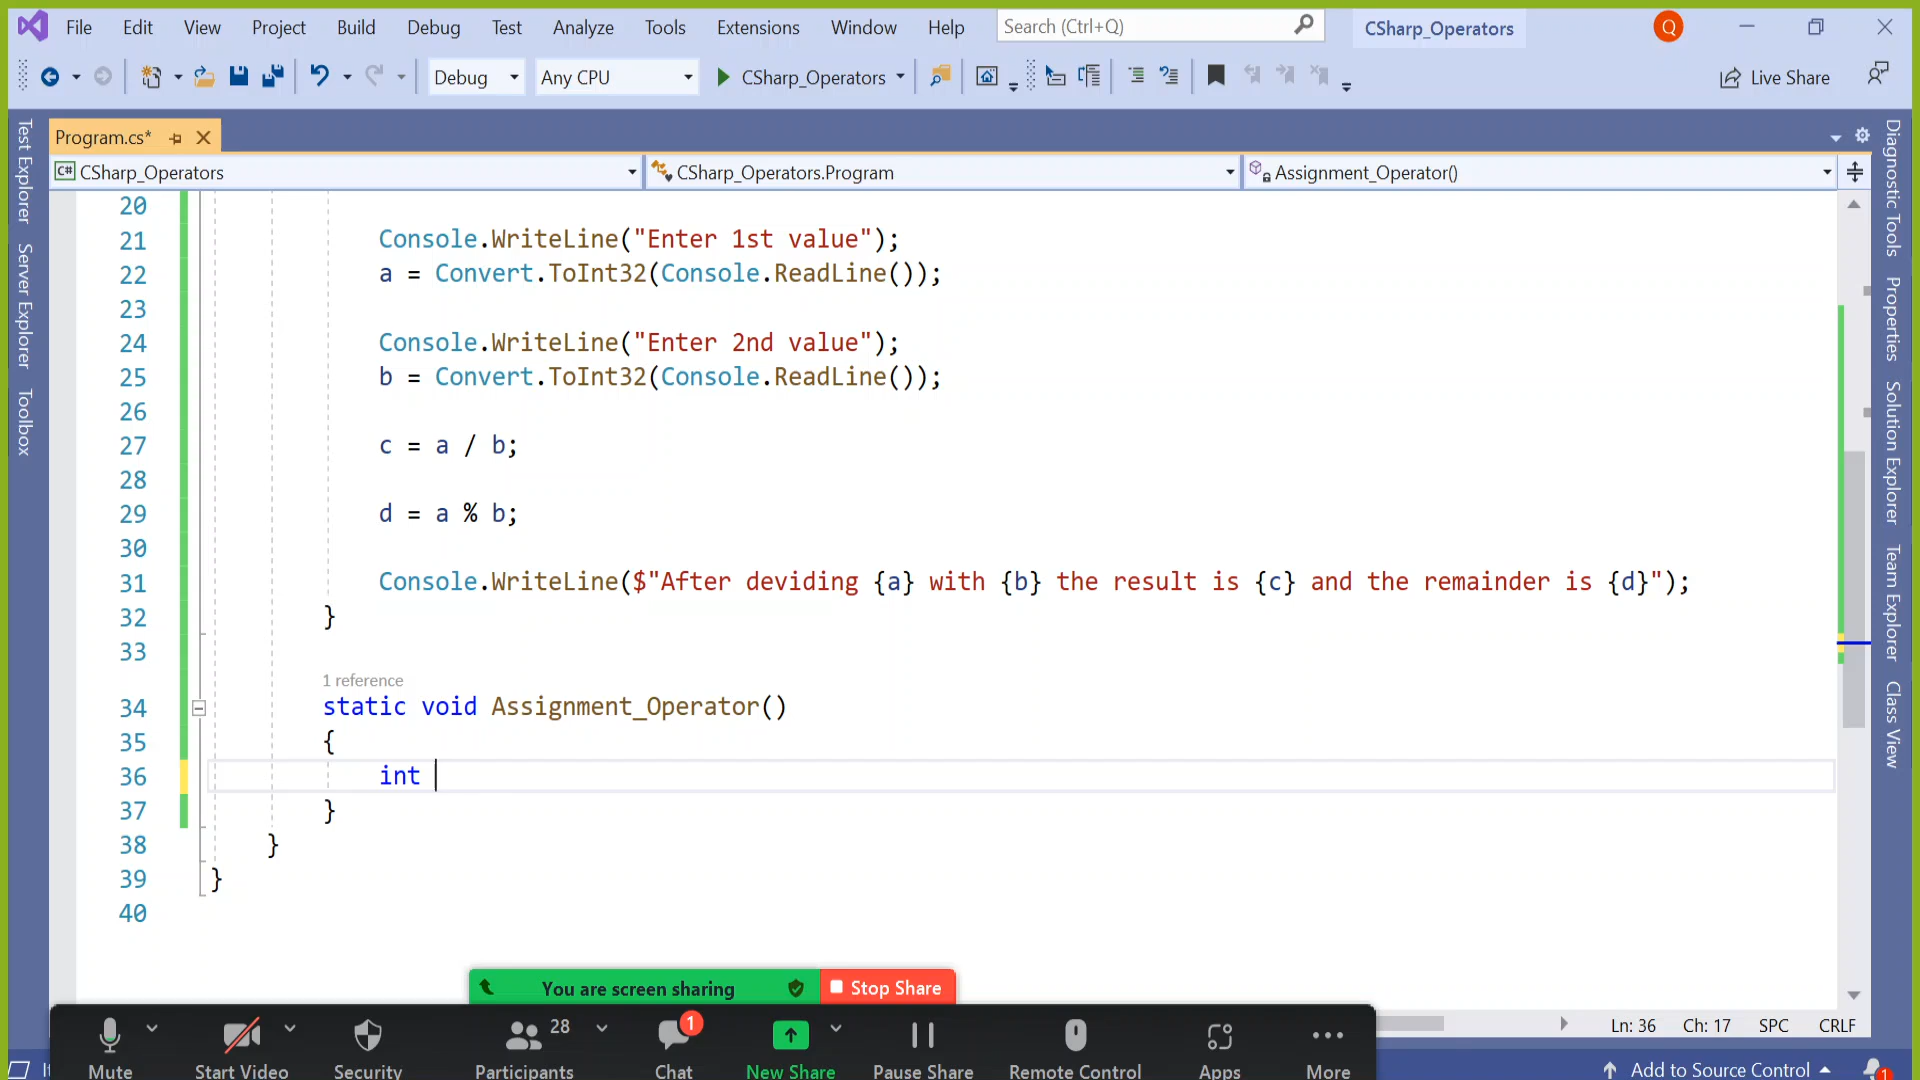 File Edit View Project Build Debug Test Analyze Tools Extensions Window Help Search (Ctrl+Q) CSharp_Operators Q
Debug Any CPU CSharp_Operators Live Share
Program.cs*
CSharp_Operators CSharp_Operators.Program Assignment_Operator()
Test Explorer
Server Explorer
Toolbox
Diagnostic Tools
Properties
Solution Explorer
Team Explorer
Class View
20
21 Console.WriteLine("Enter 1st value");
22 a = Convert.ToInt32(Console.ReadLine());
23
24 Console.WriteLine("Enter 2nd value");
25 b = Convert.ToInt32(Console.ReadLine());
26
27 c = a / b;
28
29 d = a % b;
30
31 Console.WriteLine($"After deviding {a} with {b} the result is {c} and the remainder is {d}");
32 }
33
1 reference
34 static void Assignment_Operator()
35 {
36 int
37 }
38 }
39 }
40
You are screen sharing Stop Share
Ln: 36 Ch: 17 SPC CRLF
28 1
Mute Start Video Security Participants Chat New Share Pause Share Remote Control Apps More
Add to Source Control 1